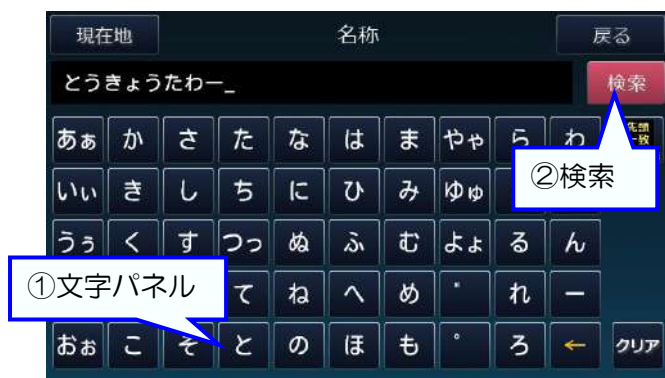 現在地 名称 戻る
とうきょうたわー_ 検索
あぁ か さ た な は ま やゃ ら わ 先頭一致
②検索
いぃ き し ち に ひ み ゆゅ
うぅ く す つっ ぬ ふ む よょ る ん
①文字パネル
て ね へ め ゛ れ ー
おぉ こ そ と の ほ も ゜ ろ ← クリア